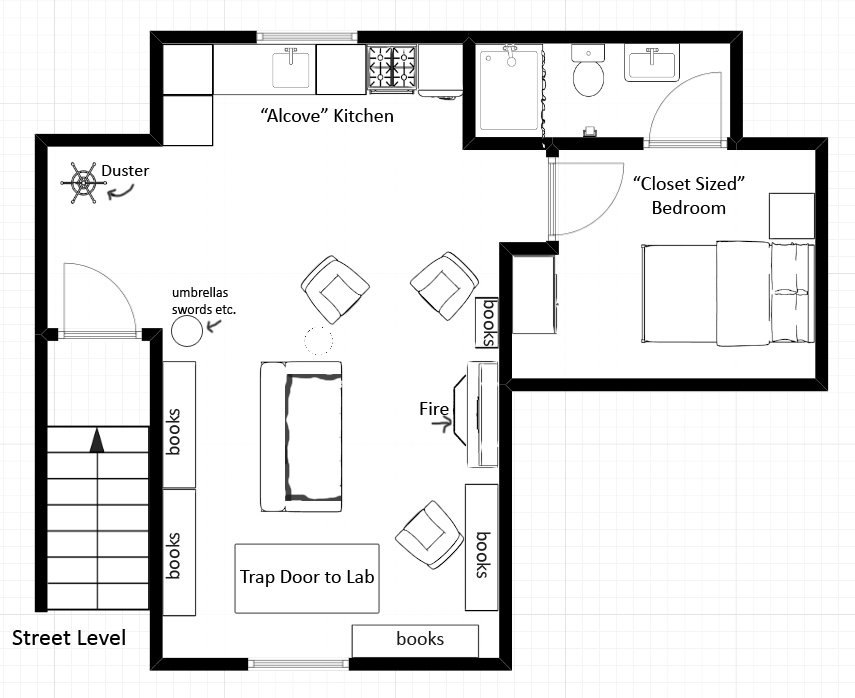 “Alcove” Kitchen
Duster
“Closet Sized”
Bedroom
umbrellas
swords etc.
books
Fire
books
books
books
Trap Door to Lab
books
Street Level
books